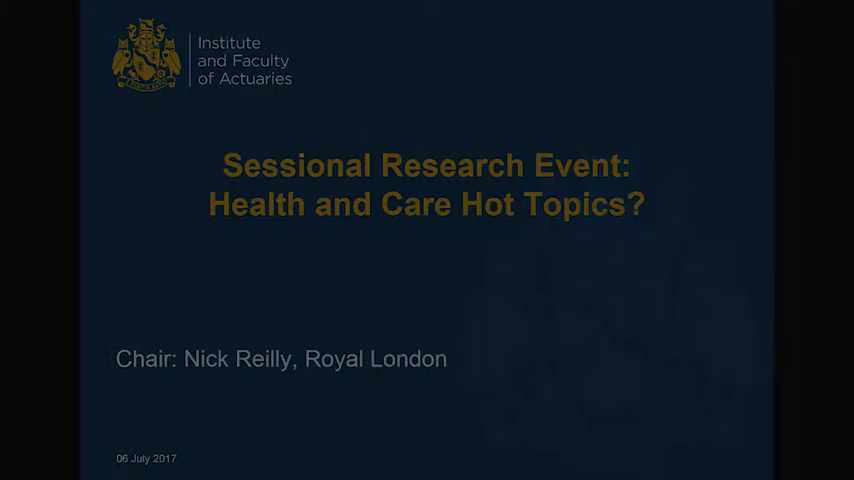 Institute
and Faculty
of Actuaries
Sessional Research Event:
Health and Care Hot Topics?
Chair: Nick Reilly, Royal London
06 July 2017